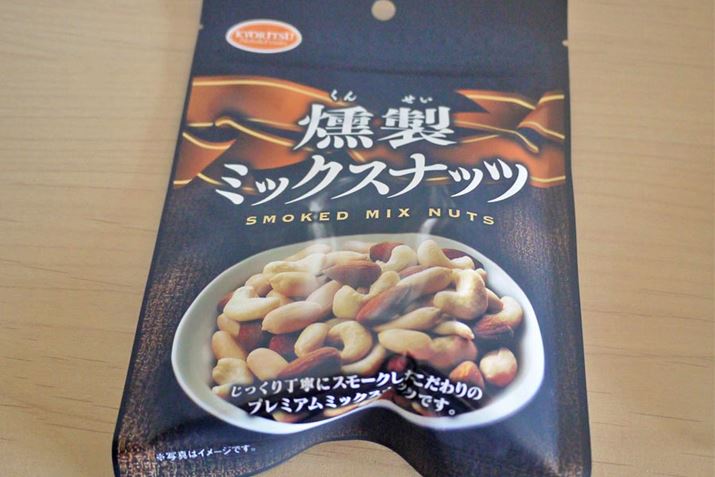 KYORITSU
くん せい
燻製
ミックスナッツ
SMOKED MIX NUTS
じっくり丁寧にスモークしたこだわりの
プレミアムミックスナッツです。
※写真はイメージです。